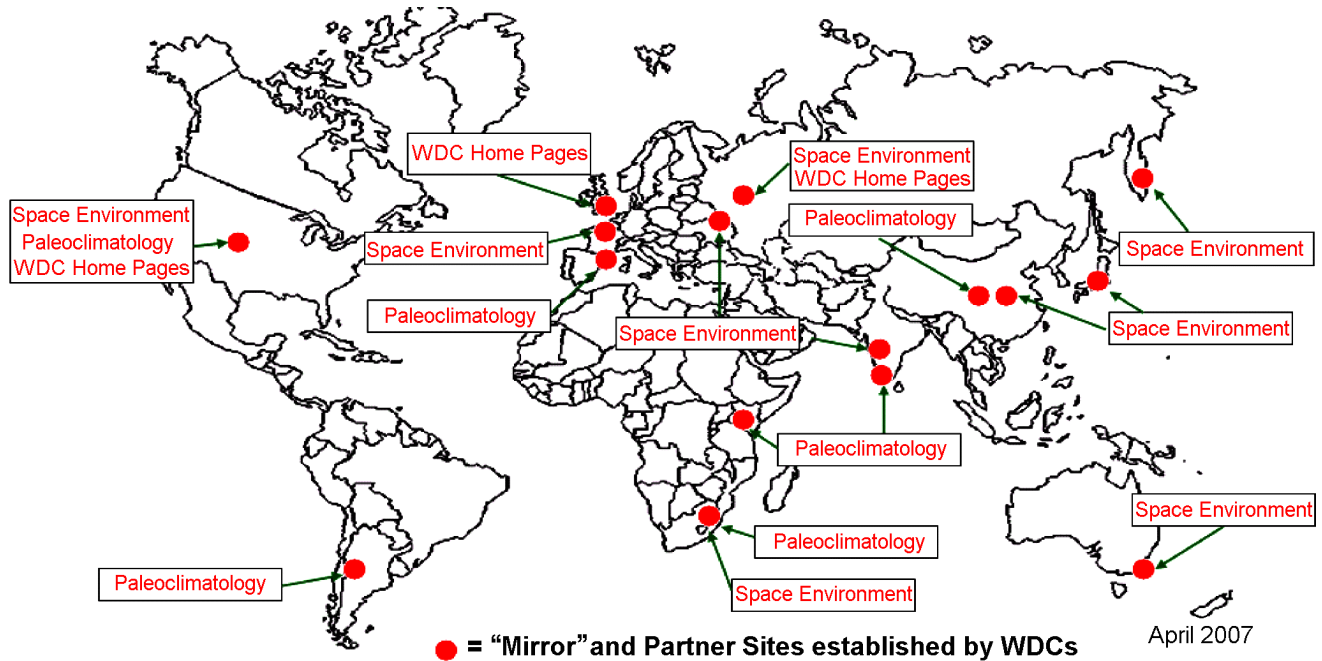 WDC Home Pages
Space Environment
WDC Home Pages
Space Environment
Paleoclimatology
WDC Home Pages
Space Environment
Paleoclimatology
Space Environment
Paleoclimatology
Space Environment
Space Environment
Paleoclimatology
Space Environment
Paleoclimatology
Space Environment
Paleoclimatology
= "Mirror" and Partner Sites established by WDCs
April 2007